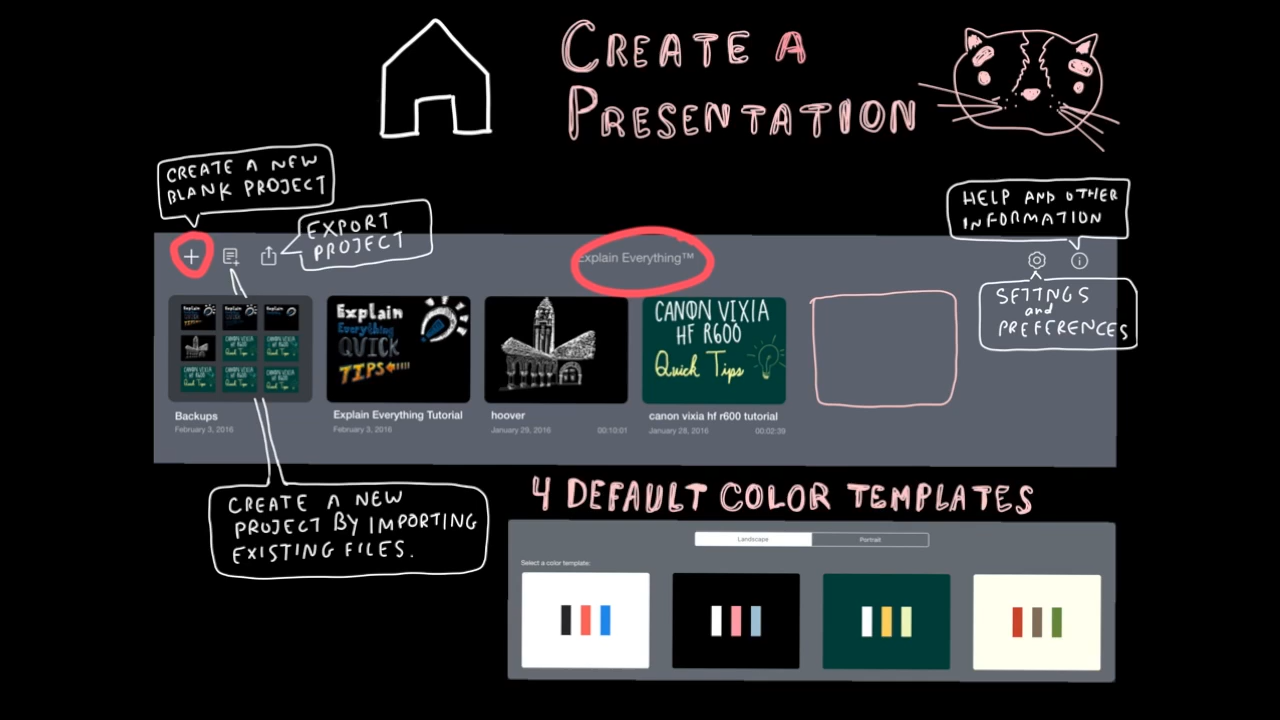 CREATE A
PRESENTATION
CREATE A NEW
BLANK PROJECT
EXPORT
PROJECT
HELP AND OTHER
INFORMATION
Explain Everything™
SETTNGS
and
PREFERENCES
Explain
Everything
QUICK
TIPS
CANON VIXIA
HF R600
Quick Tips
Backups
February 3, 2016
Explain Everything Tutorial
February 3, 2016
hoover
January 29, 2016 00:10:01
canon vixia hf r600 tutorial
January 28, 2016 00:02:39
CREATE A NEW
PROJECT BY IMPORTING
EXISTING FILES.
4 DEFAULT COLOR TEMPLATES
Landscape Portrait
Select a color template: